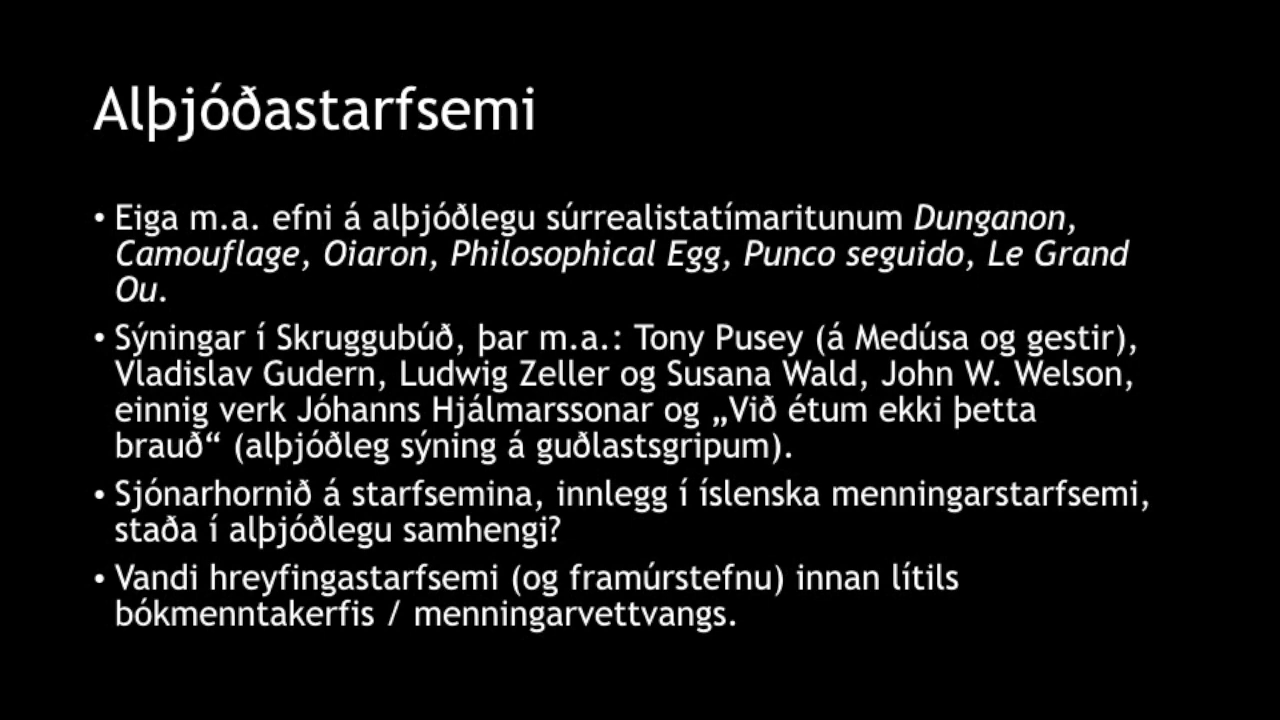 Alþjóðastarfsemi
• Eiga m.a. efni á alþjóðlegu súrrealistatímaritunum Dunganon,
Camouflage, Oiaron, Philosophical Egg, Punco seguido, Le Grand
Ou.
• Sýningar í Skruggubúð, þar m.a.: Tony Pusey (á Medúsa og gestir),
Vladislav Gudern, Ludwig Zeller og Susana Wald, John W. Welson,
einnig verk Jóhanns Hjálmarssonar og „Við étum ekki þetta
brauð“ (alþjóðleg sýning á guðlastsgripum).
• Sjónarhornið á starfsemina, innlegg í íslenska menningarstarfsemi,
staða í alþjóðlegu samhengi?
• Vandi hreyfingastarfsemi (og framúrstefnu) innan lítils
bókmenntakerfis / menningarvettvangs.